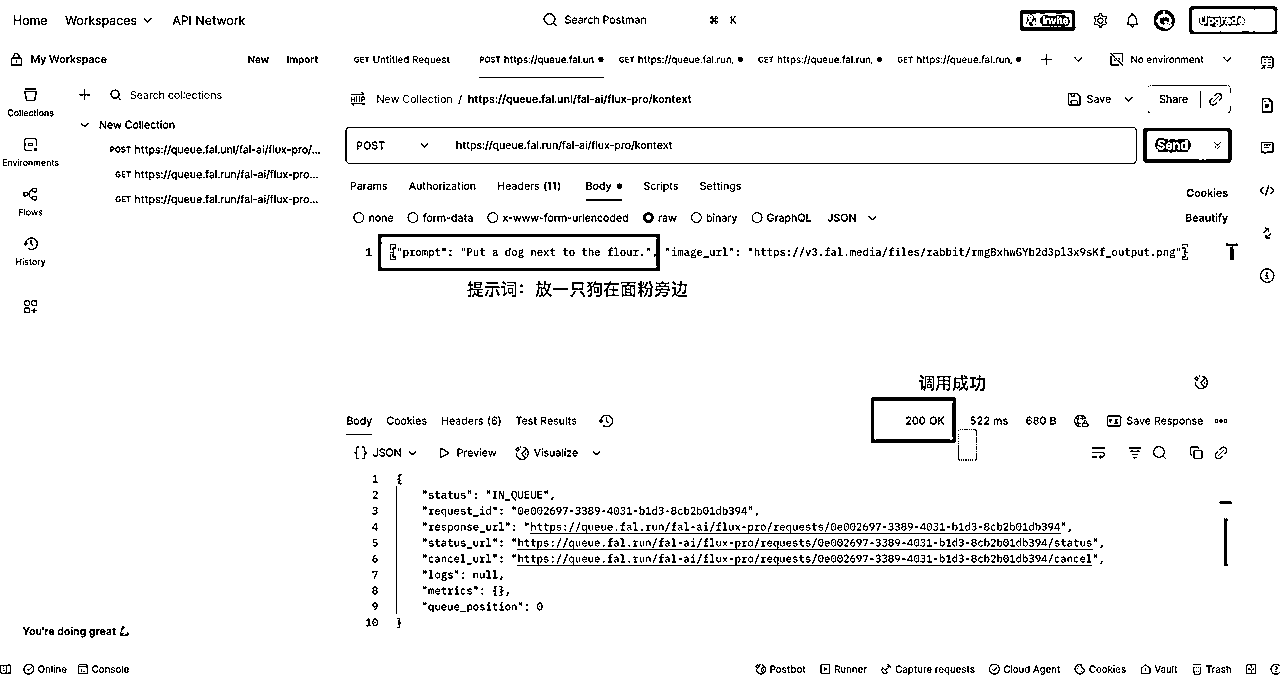 Home Workspaces API Network Search Postman ⌘ K Invite Upgrade
My Workspace New Import GET Untitled Request POST https://queue.fal.un GET https://queue.fal.run, GET https://queue.fal.run, GET https://queue.fal.run, No environment
Collections Search collections
New Collection / https://queue.fal.unl/fal-ai/flux-pro/kontext Save Share
New Collection
Environments
POST https://queue.fal.unl/fal-ai/flux-pro/...
GET https://queue.fal.run/fal-ai/flux-pro...
GET https://queue.fal.run/fal-ai/flux-pro...
Flows
History
POST https://queue.fal.run/fal-ai/flux-pro/kontext Send
Params Authorization Headers (11) Body Scripts Settings Cookies
none form-data x-www-form-urlencoded raw binary GraphQL JSON Beautify
1 {"prompt": "Put a dog next to the flour.", "image_url": "https://v3.fal.media/files/rabbit/rmgBxhwGYb2d3pl3x9sKf_output.png"}
提示词：放一只狗在面粉旁边
调用成功
Body Cookies Headers (6) Test Results 200 OK 522 ms 680 B Save Response
{} JSON Preview Visualize
1 {
2 "status": "IN_QUEUE",
3 "request_id": "0e002697-3389-4031-b1d3-8cb2b01db394",
4 "response_url": "https://queue.fal.run/fal-ai/flux-pro/requests/0e002697-3389-4031-b1d3-8cb2b01db394",
5 "status_url": "https://queue.fal.run/fal-ai/flux-pro/requests/0e002697-3389-4031-b1d3-8cb2b01db394/status",
6 "cancel_url": "https://queue.fal.run/fal-ai/flux-pro/requests/0e002697-3389-4031-b1d3-8cb2b01db394/cancel",
7 "logs": null,
8 "metrics": {},
9 "queue_position": 0
10 }
You're doing great
Online Console Postbot Runner Capture requests Cloud Agent Cookies Vault Trash